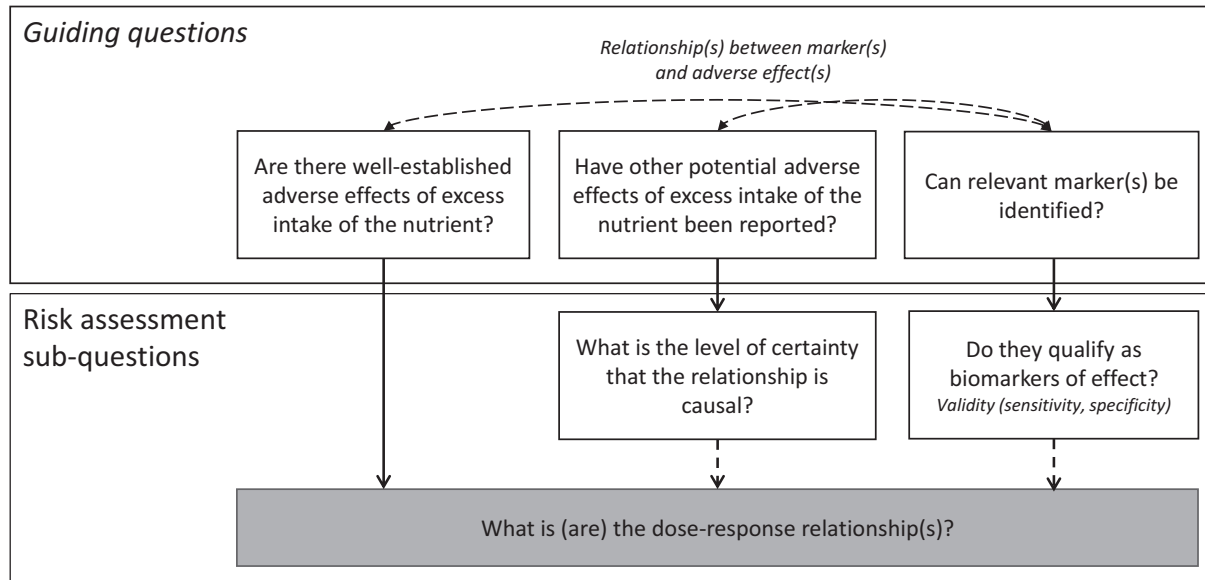 Guiding questions
Relationship(s) between marker(s)
and adverse effect(s)
Are there well-established
adverse effects of excess
intake of the nutrient?
Have other potential adverse
effects of excess intake of the
nutrient been reported?
Can relevant marker(s) be
identified?
Risk assessment
sub-questions
What is the level of certainty
that the relationship is
causal?
Do they qualify as
biomarkers of effect?
Validity (sensitivity, specificity)
What is (are) the dose-response relationship(s)?